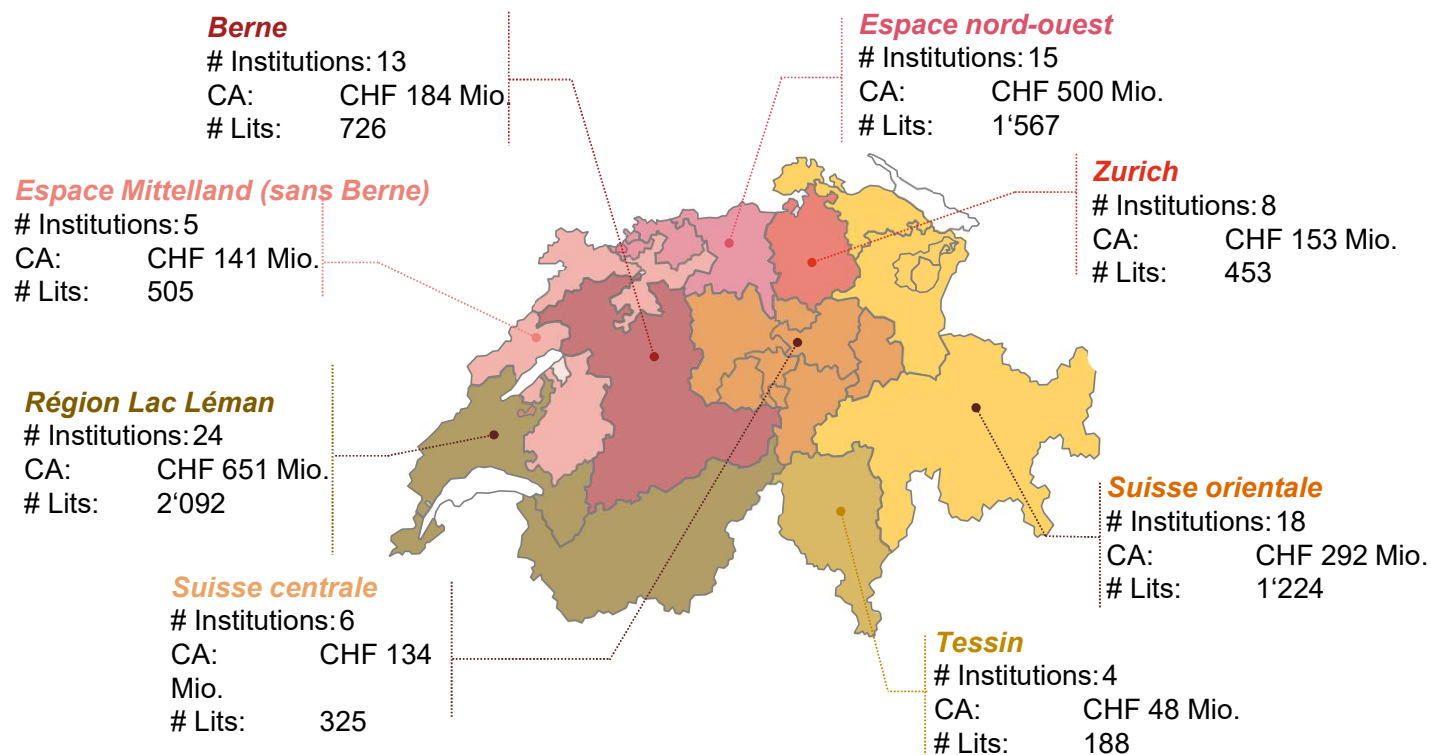 Berne
# Institutions: 13
CA: CHF 184 Mio.
# Lits: 726
Espace nord-ouest
# Institutions: 15
CA: CHF 500 Mio.
# Lits: 1‘567
Espace Mittelland (sans Berne)
# Institutions: 5
CA: CHF 141 Mio.
# Lits: 505
Zurich
# Institutions: 8
CA: CHF 153 Mio.
# Lits: 453
Région Lac Léman
# Institutions: 24
CA: CHF 651 Mio.
# Lits: 2‘092
Suisse orientale
# Institutions: 18
CA: CHF 292 Mio.
# Lits: 1‘224
Suisse centrale
# Institutions: 6
CA: CHF 134
Mio.
# Lits: 325
Tessin
# Institutions: 4
CA: CHF 48 Mio.
# Lits: 188